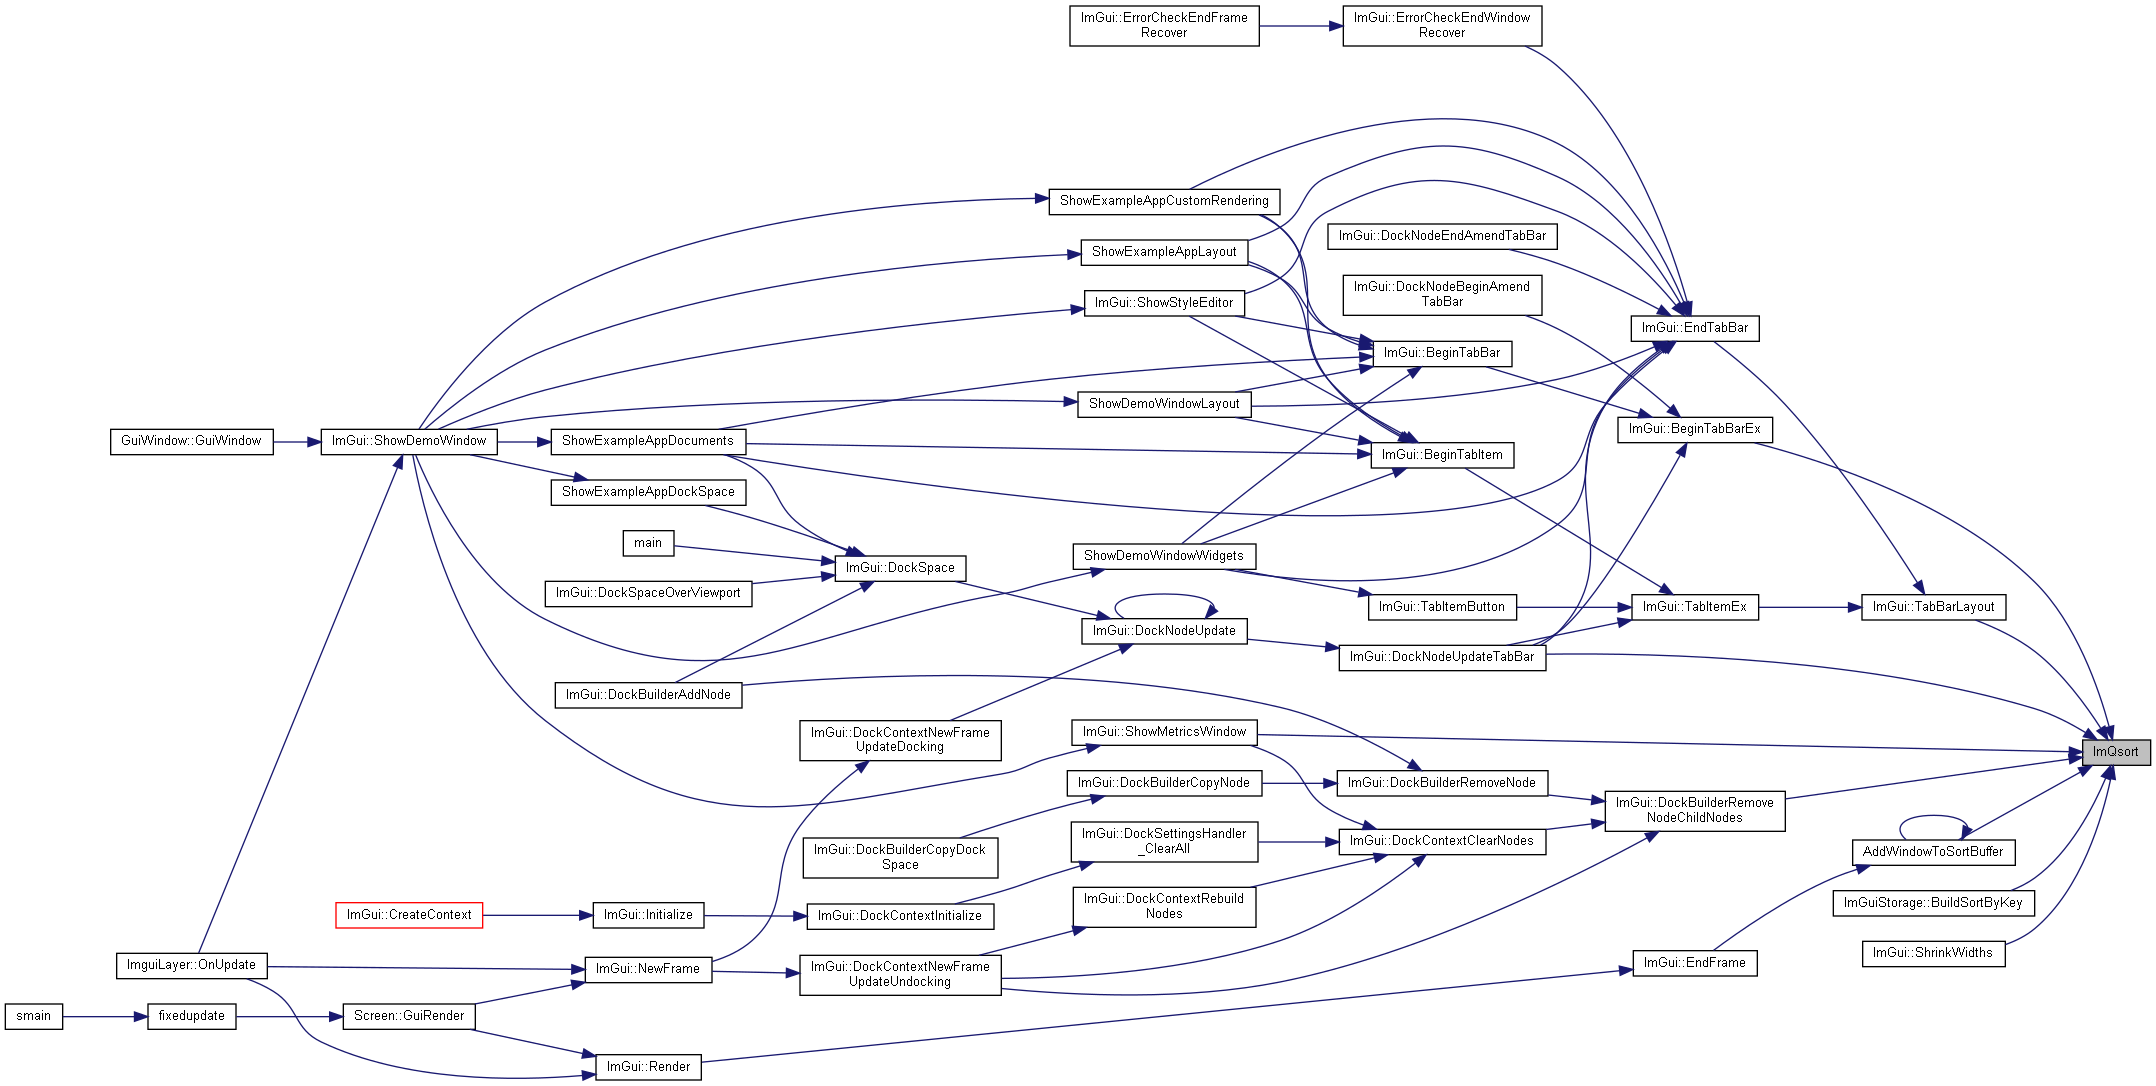 ImGui::ErrorCheckEndFrame
Recover
ImGui::ErrorCheckEndWindow
Recover
ShowExampleAppCustomRendering
ImGui::DockNodeEndAmendTabBar
ShowExampleAppLayout
ImGui::DockNodeBeginAmend
TabBar
ImGui::ShowStyleEditor
ImGui::EndTabBar
ImGui::BeginTabBar
ShowDemoWindowLayout
ImGui::BeginTabBarEx
GuiWindow::GuiWindow
ImGui::ShowDemoWindow
ShowExampleAppDocuments
ImGui::BeginTabItem
ShowExampleAppDockSpace
main
ShowDemoWindowWidgets
ImGui::DockSpace
ImGui::DockSpaceOverViewport
ImGui::TabItemButton
ImGui::TabItemEx
ImGui::TabBarLayout
ImGui::DockNodeUpdate
ImGui::DockNodeUpdateTabBar
ImGui::DockBuilderAddNode
ImGui::DockContextNewFrame
UpdateDocking
ImGui::ShowMetricsWindow
ImQsort
ImGui::DockBuilderCopyNode
ImGui::DockBuilderRemoveNode
ImGui::DockBuilderRemove
NodeChildNodes
ImGui::DockBuilderCopyDock
Space
ImGui::DockSettingsHandler
_ClearAll
ImGui::DockContextClearNodes
AddWindowToSortBuffer
ImGui::DockContextRebuild
Nodes
ImGuiStorage::BuildSortByKey
ImGui::CreateContext
ImGui::Initialize
ImGui::DockContextInitialize
ImGui::ShrinkWidths
ImguiLayer::OnUpdate
ImGui::NewFrame
ImGui::DockContextNewFrame
UpdateUndocking
ImGui::EndFrame
smain
fixedupdate
Screen::GuiRender
ImGui::Render